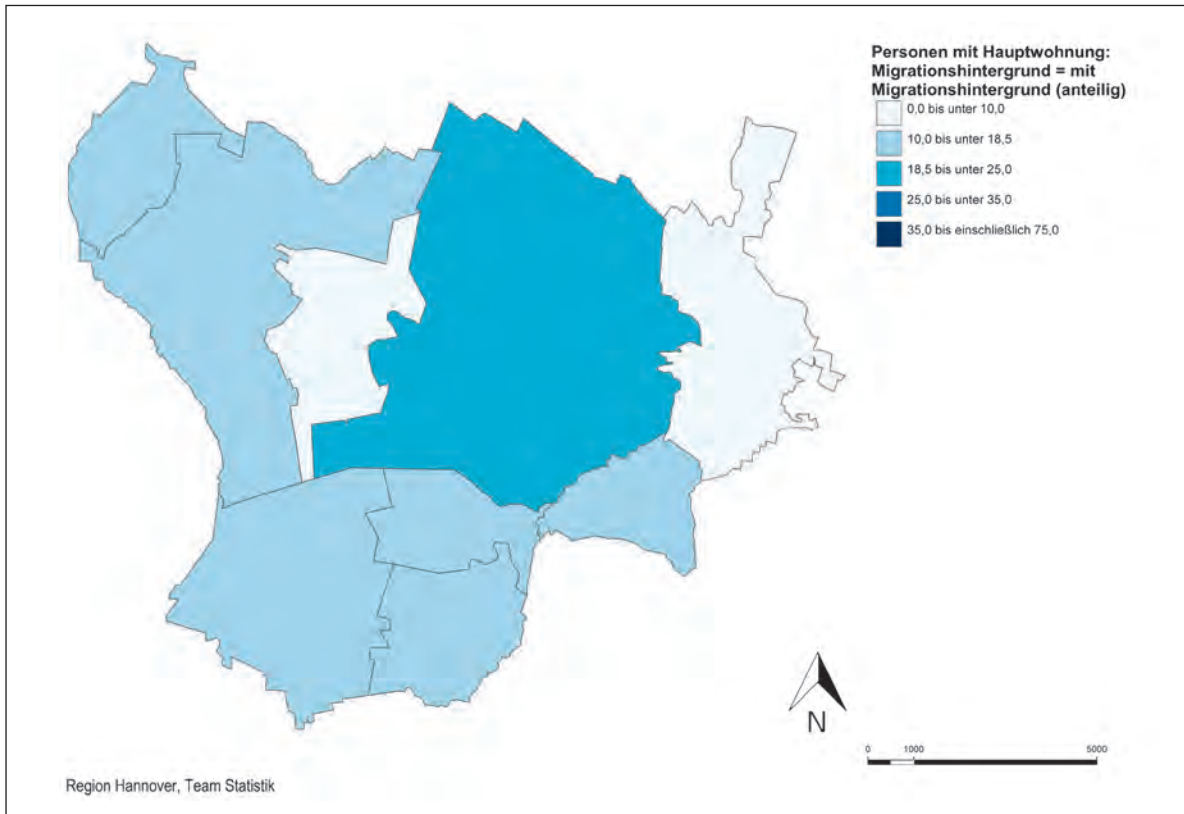 Personen mit Hauptwohnung:
Migrationshintergrund = mit
Migrationshintergrund (anteilig)
0,0 bis unter 10,0
10,0 bis unter 18,5
18,5 bis unter 25,0
25,0 bis unter 35,0
35,0 bis einschließlich 75,0
N
0 1000 5000
Region Hannover, Team Statistik